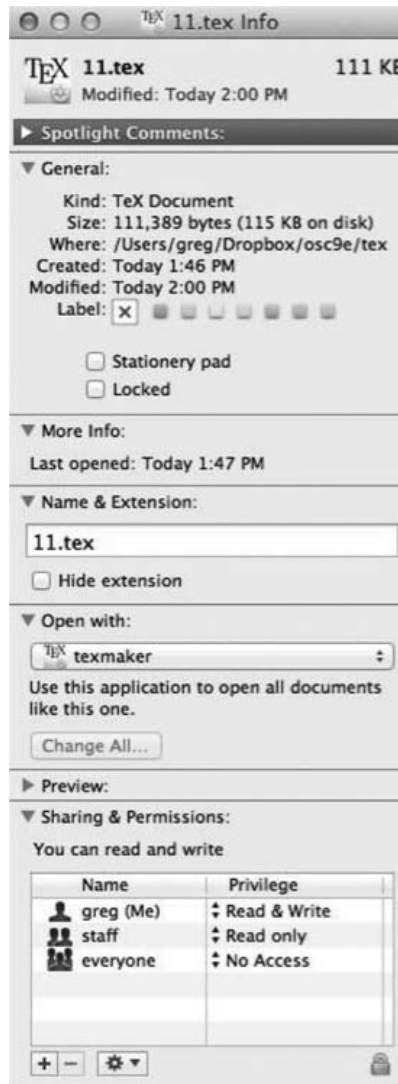 TEX 11.tex Info
TEX 11.tex 111 KB
Modified: Today 2:00 PM
Spotlight Comments:
General:
Kind: TeX Document
Size: 111,389 bytes (115 KB on disk)
Where: /Users/greg/Dropbox/osc9e/tex
Created: Today 1:46 PM
Modified: Today 2:00 PM
Label: x
Stationery pad
Locked
More Info:
Last opened: Today 1:47 PM
Name & Extension:
11.tex
Hide extension
Open with:
TEX texmaker
Use this application to open all documents
like this one.
Change All...
Preview:
Sharing & Permissions:
You can read and write
Name Privilege
greg (Me) Read & Write
staff Read only
everyone No Access